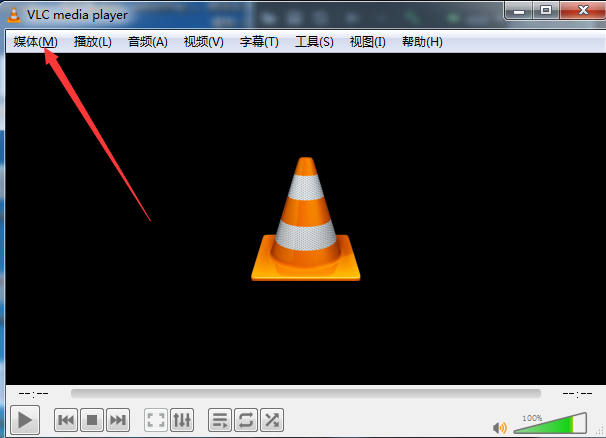 VLC media player
媒体(M) 播放(L) 音频(A) 视频(V) 字幕(T) 工具(S) 视图(I) 帮助(H)
--:-- --:--
100%